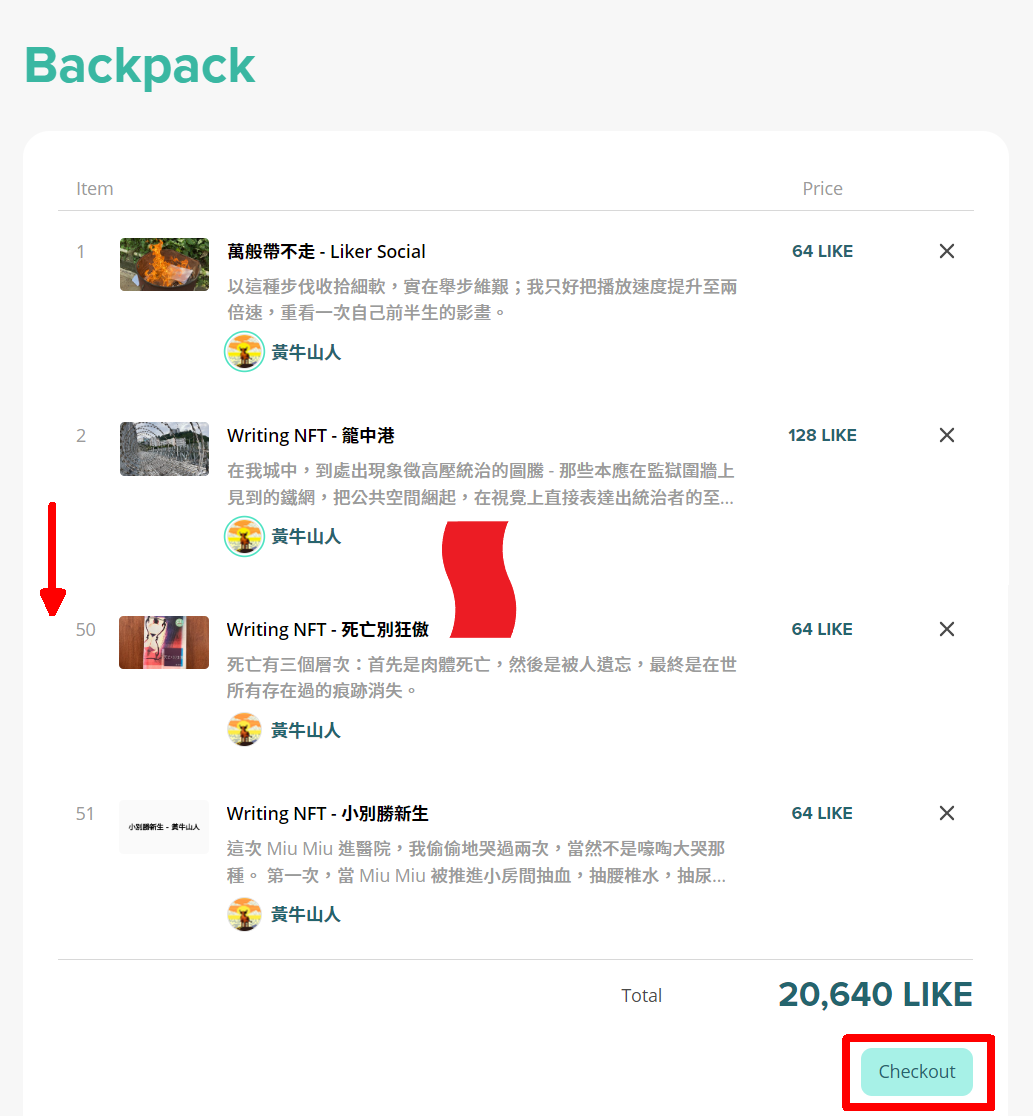 Backpack
Item Price
1 萬般帶不走 - Liker Social 64 LIKE
以這種步伐收拾細軟，實在舉步維艱；我只好把播放速度提升至兩
倍速，重看一次自己前半生的影畫。
黃牛山人
2 Writing NFT - 籠中港 128 LIKE
在我城中，到處出現象徵高壓統治的圖騰 - 那些本應在監獄圍牆上
見到的鐵網，把公共空間綑起，在視覺上直接表達出統治者的至...
黃牛山人
50 Writing NFT - 死亡別狂傲 64 LIKE
死亡有三個層次：首先是肉體死亡，然後是被人遺忘，最終是在世
所有存在過的痕跡消失。
黃牛山人
51 Writing NFT - 小別勝新生 64 LIKE
小別勝新生 - 黃牛山人
這次 Miu Miu 進醫院，我偷偷地哭過兩次，當然不是嚎啕大哭那
種。 第一次，當 Miu Miu 被推進小房間抽血，抽腰椎水，抽尿...
黃牛山人
Total 20,640 LIKE
Checkout